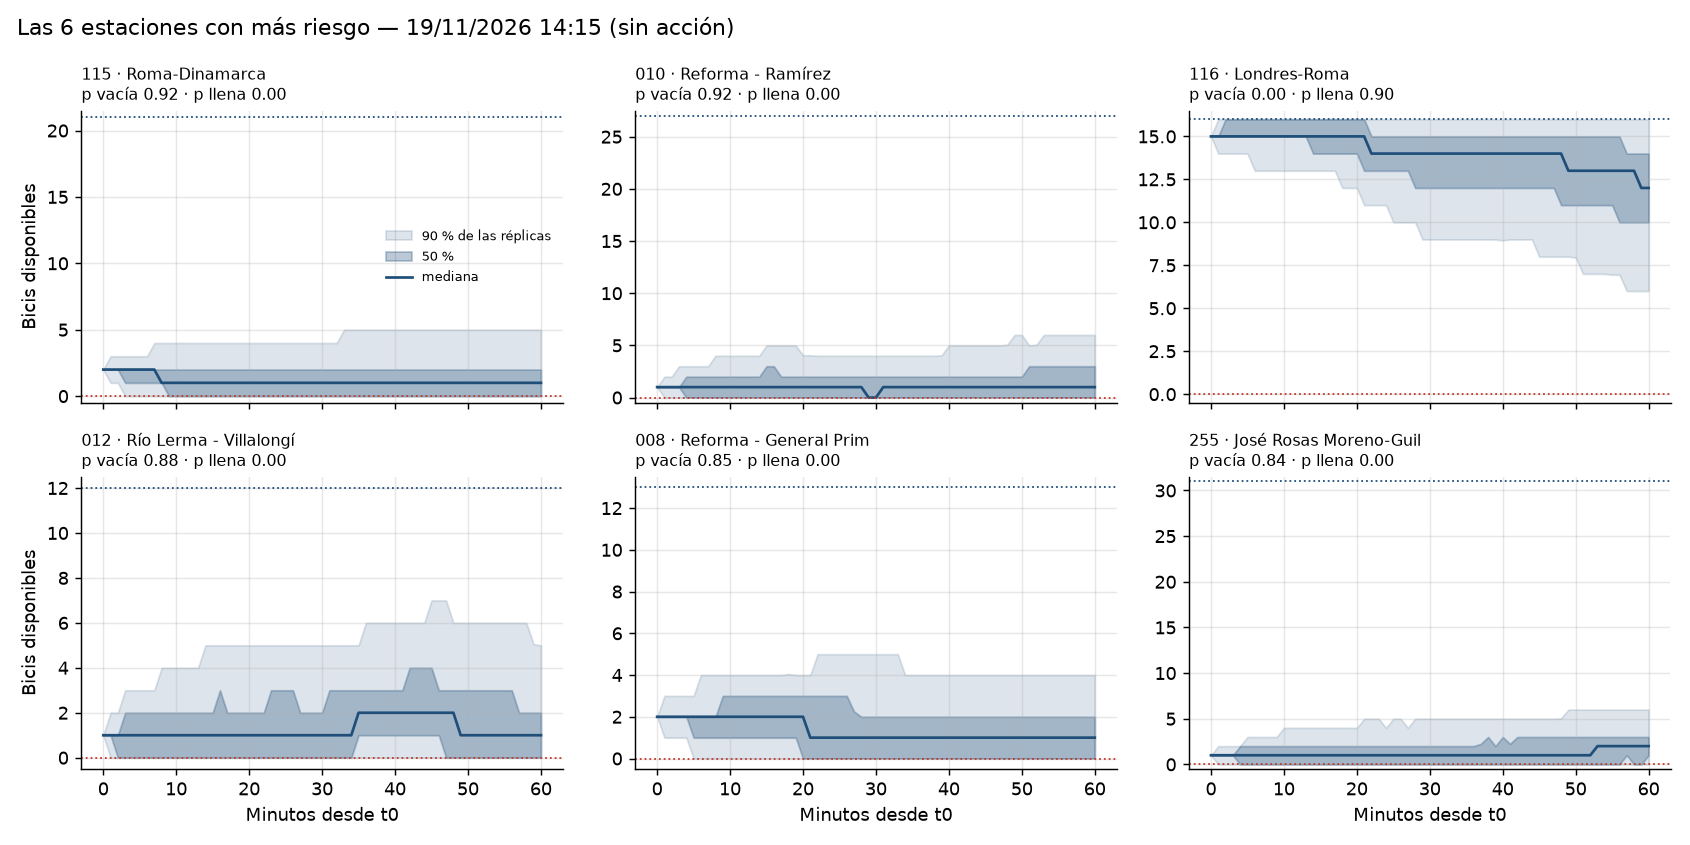 Las 6 estaciones con más riesgo — 19/11/2026 14:15 (sin acción)
115 · Roma-Dinamarca
p vacía 0.92 · p llena 0.00
Bicis disponibles
20
15
10
5
0
90 % de las réplicas
50 %
mediana
010 · Reforma - Ramírez
p vacía 0.92 · p llena 0.00
25
20
15
10
5
0
116 · Londres-Roma
p vacía 0.00 · p llena 0.90
15.0
12.5
10.0
7.5
5.0
2.5
0.0
012 · Río Lerma - Villalongí
p vacía 0.88 · p llena 0.00
Bicis disponibles
12
10
8
6
4
2
0
0 10 20 30 40 50 60
Minutos desde t0
008 · Reforma - General Prim
p vacía 0.85 · p llena 0.00
12
10
8
6
4
2
0
0 10 20 30 40 50 60
Minutos desde t0
255 · José Rosas Moreno-Guil
p vacía 0.84 · p llena 0.00
30
25
20
15
10
5
0
0 10 20 30 40 50 60
Minutos desde t0